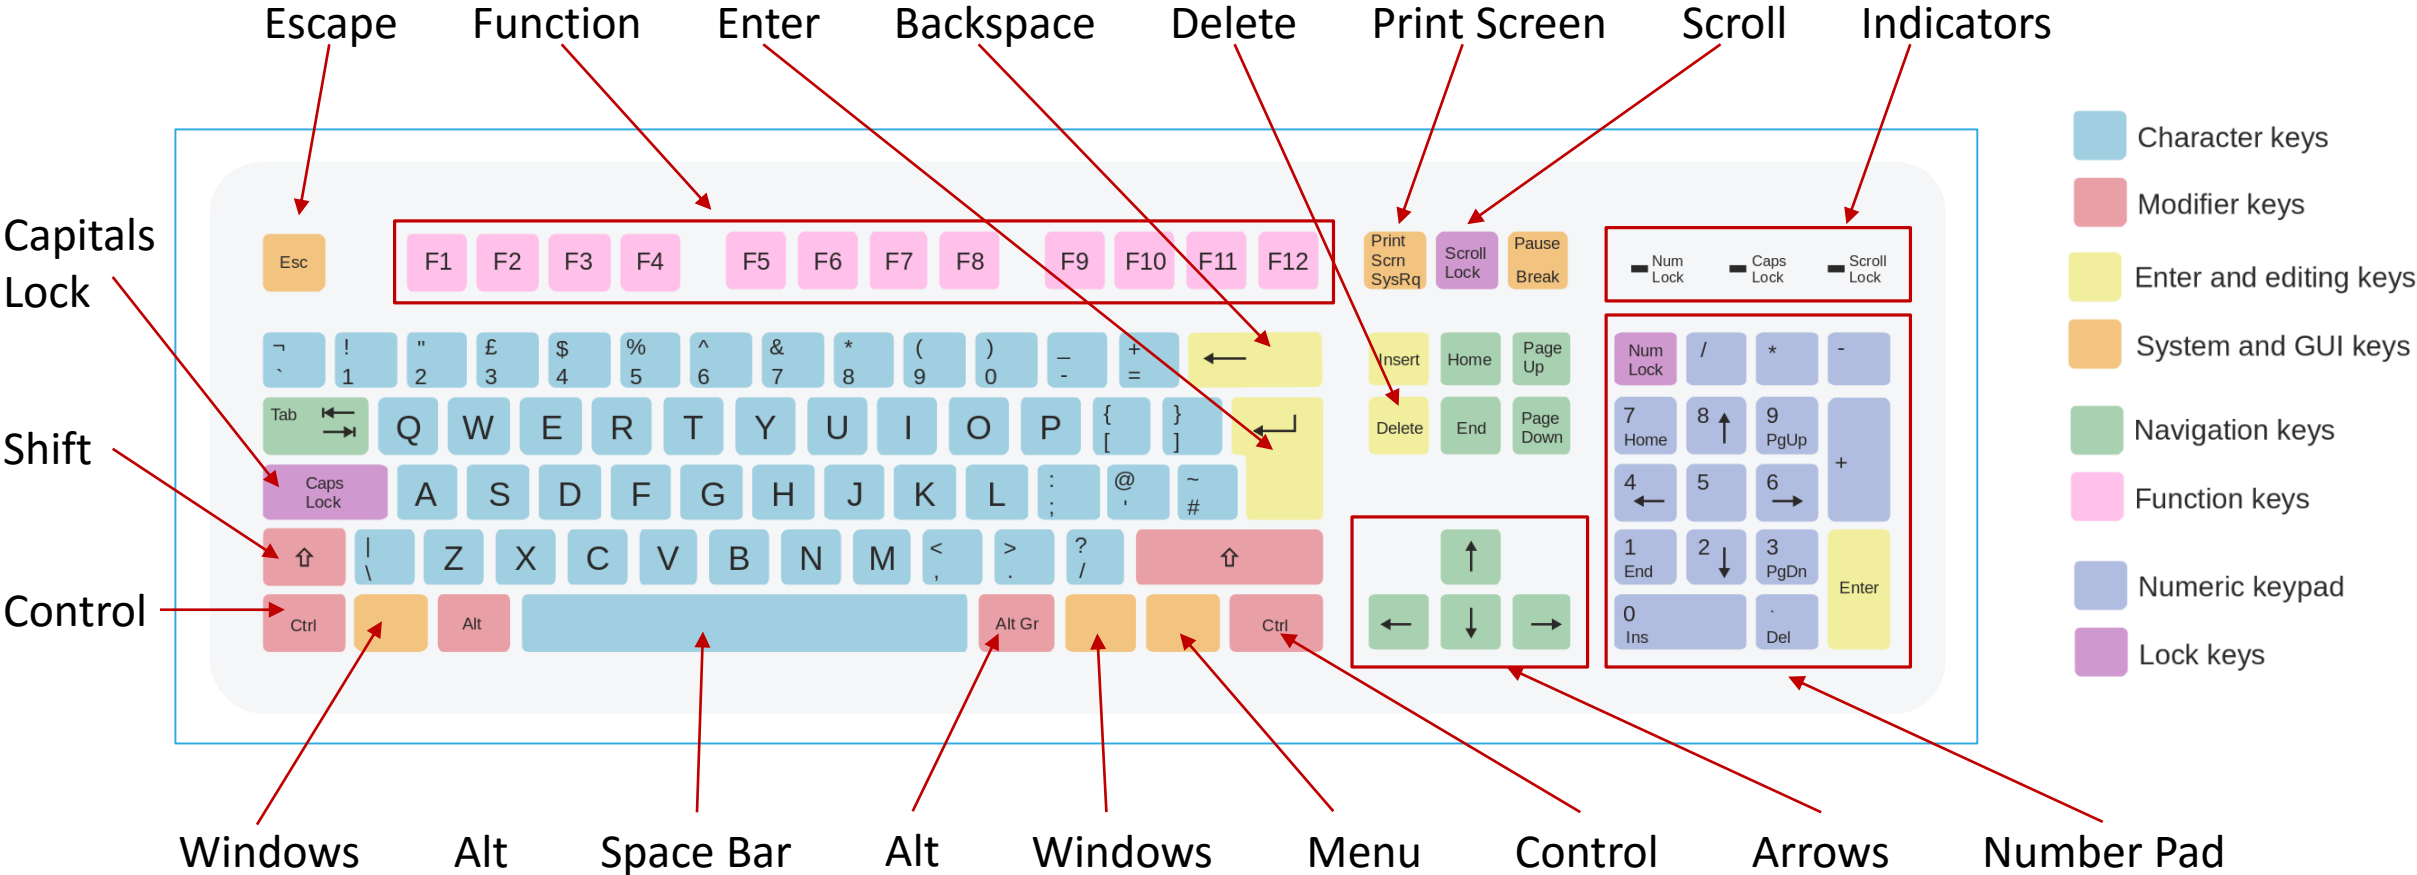 Escape Function Enter Backspace Delete Print Screen Scroll Indicators
Character keys
Modifier keys
Enter and editing keys
System and GUI keys
Navigation keys
Function keys
Numeric keypad
Lock keys
Capitals
Lock
Shift
Control
Esc F1 F2 F3 F4 F5 F6 F7 F8 F9 F10 F11 F12
Print
Scrn
SysRq
Scroll
Lock
Pause
Break
Num
Lock
Caps
Lock
Scroll
Lock
¬ ! " £ $ % ^ & * ( ) _ +
` 1 2 3 4 5 6 7 8 9 0 - =
←
Insert Home Page
Up
Num
Lock
/ * -
Tab Q W E R T Y U I O P { }
[ ]
Delete End Page
Down
7 8 ↑ 9
Home PgUp
+
Caps
Lock
A S D F G H J K L : @ ~
; ' #
4 ← 5 6 →
⇧ | Z X C V B N M < > ? ⇧
\ , . /
↑
1 2 ↓ 3
End PgDn
Enter
Ctrl Alt Alt Gr Ctrl
← ↓ →
0 .
Ins Del
Windows Alt Space Bar Alt Windows Menu Control Arrows Number Pad